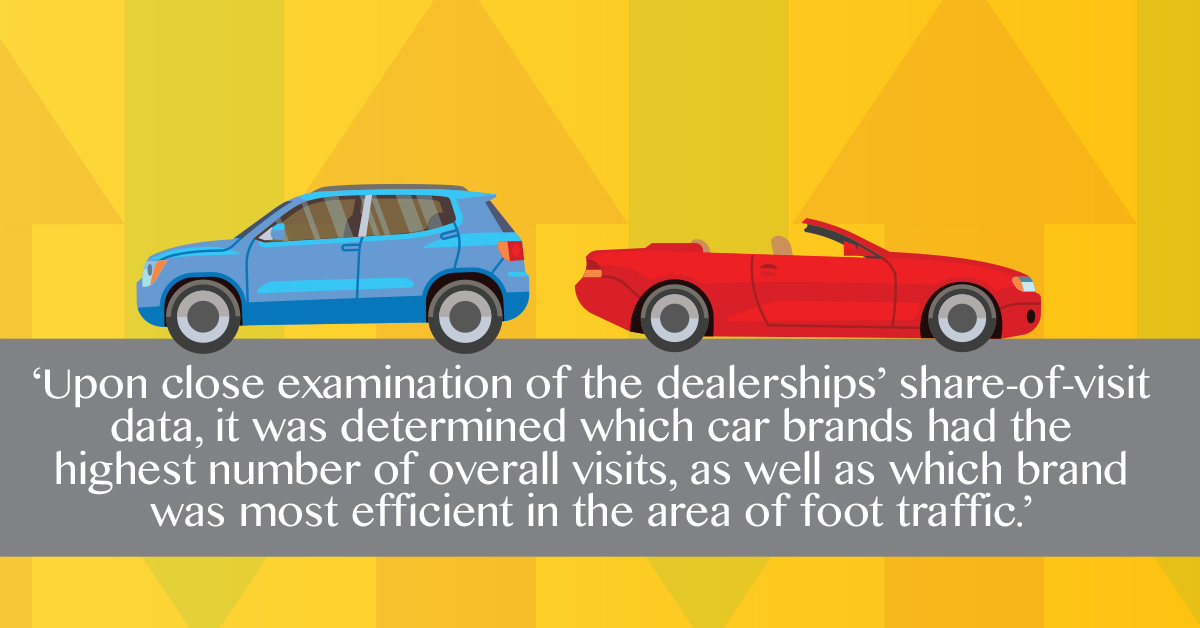 ‘Upon close examination of the dealerships’ share-of-visit
data, it was determined which car brands had the
highest number of overall visits, as well as which brand
was most efficient in the area of foot traffic.’